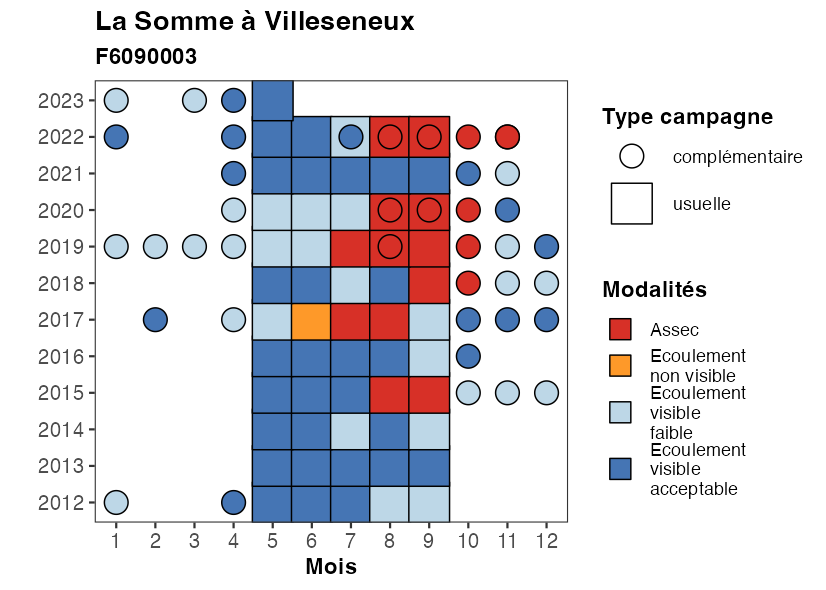 La Somme à Villeseneux
F6090003
2023
2022
2021
2020
2019
2018
2017
2016
2015
2014
2013
2012
1 2 3 4 5 6 7 8 9 10 11 12
Mois
Type campagne
complémentaire
usuelle
Modalités
Assec
Ecoulement
non visible
Ecoulement
visible
faible
Ecoulement
visible
acceptable